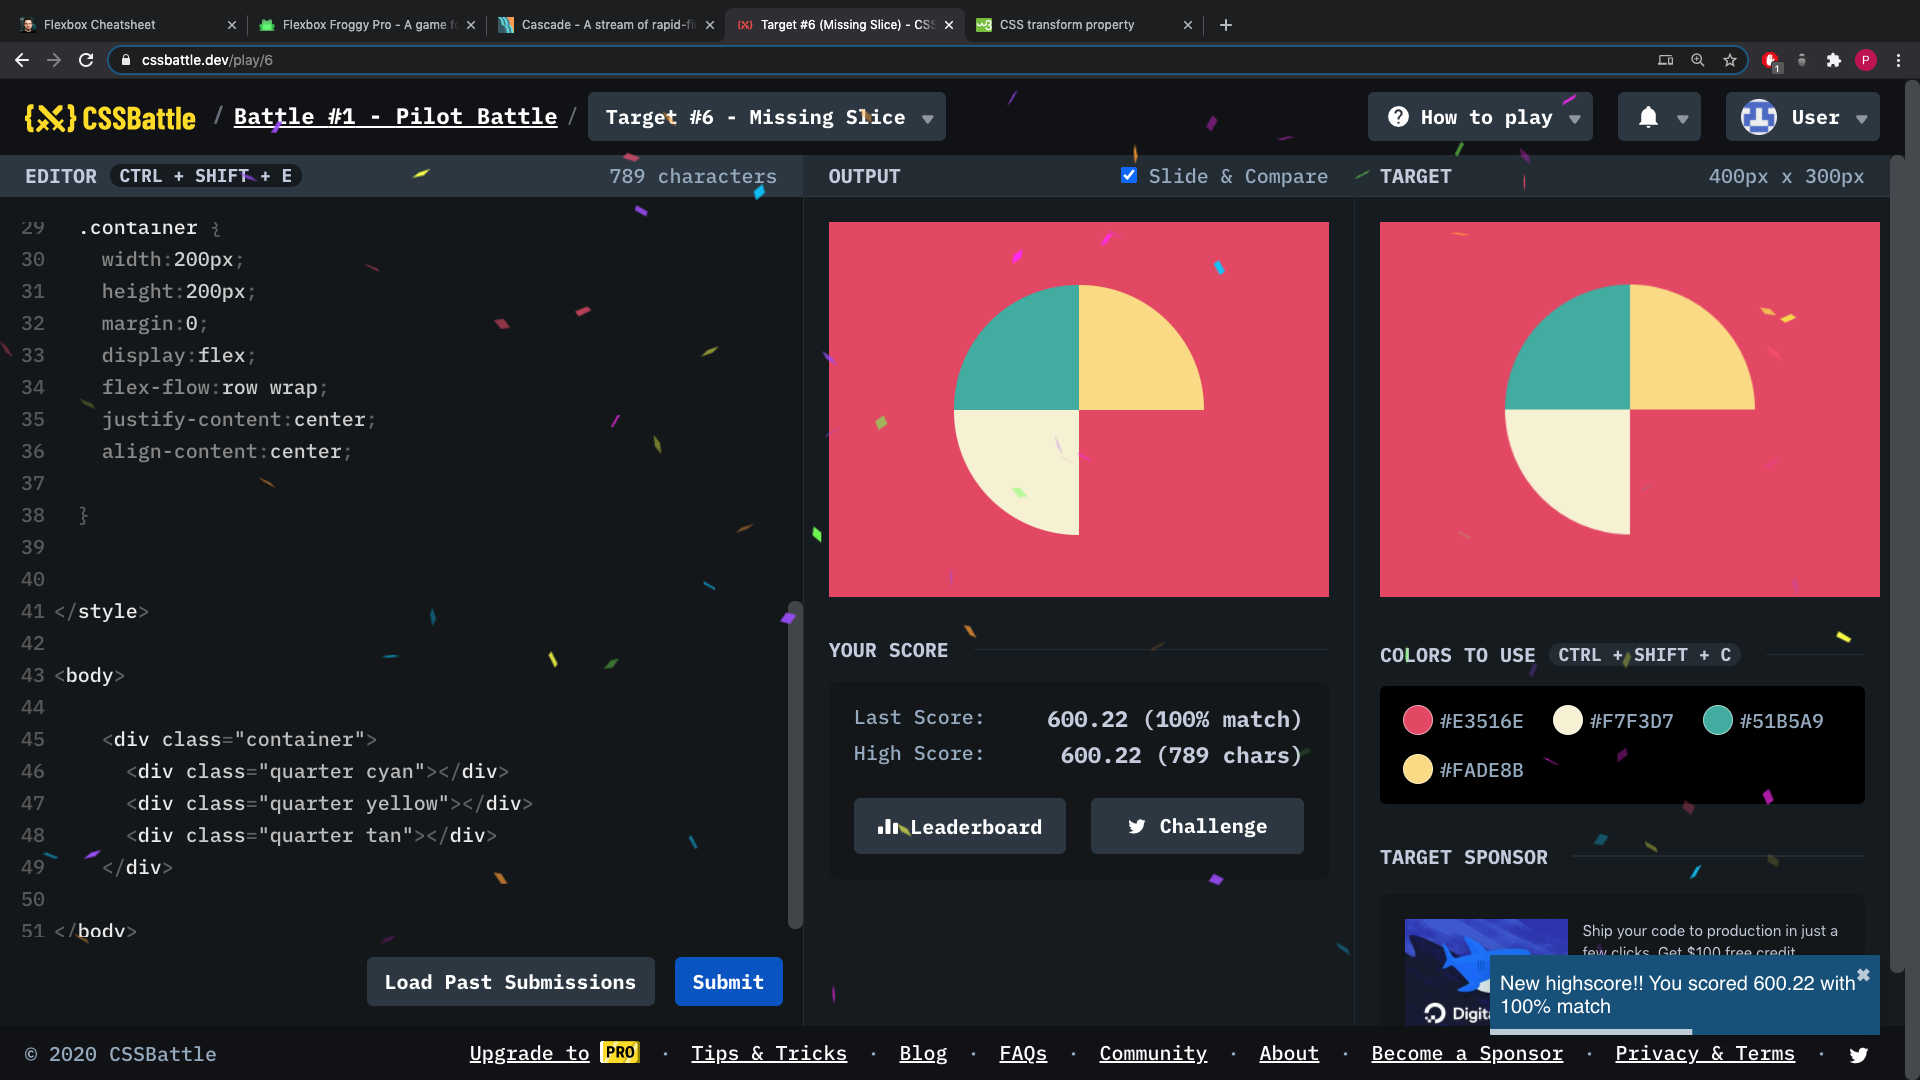 Flexbox Cheatsheet
Flexbox Froggy Pro - A game fo
Cascade - A stream of rapid-fi
Target #6 (Missing Slice) - CSS
CSS transform property
cssbattle.dev/play/6
1
P
{X} CSSBattle / Battle #1 - Pilot Battle / Target #6 - Missing Slice
How to play
User
EDITOR CTRL + SHIFT + E 789 characters
OUTPUT Slide & Compare
TARGET 400px x 300px
29 .container {
30 width:200px;
31 height:200px;
32 margin:0;
33 display:flex;
34 flex-flow:row wrap;
35 justify-content:center;
36 align-content:center;
37
38 }
39
40
41 </style>
42
43 <body>
44
45 <div class="container">
46 <div class="quarter cyan"></div>
47 <div class="quarter yellow"></div>
48 <div class="quarter tan"></div>
49 </div>
50
51 </body>
Load Past Submissions Submit
YOUR SCORE
Last Score: 600.22 (100% match)
High Score: 600.22 (789 chars)
Leaderboard Challenge
COLORS TO USE CTRL + SHIFT + C
#E3516E #F7F3D7 #51B5A9
#FADE8B
TARGET SPONSOR
Ship your code to production in just a
few clicks. Get $100 free credit
Digita
New highscore!! You scored 600.22 with
100% match
© 2020 CSSBattle
Upgrade to PRO · Tips & Tricks · Blog · FAQs · Community · About · Become a Sponsor · Privacy & Terms ·